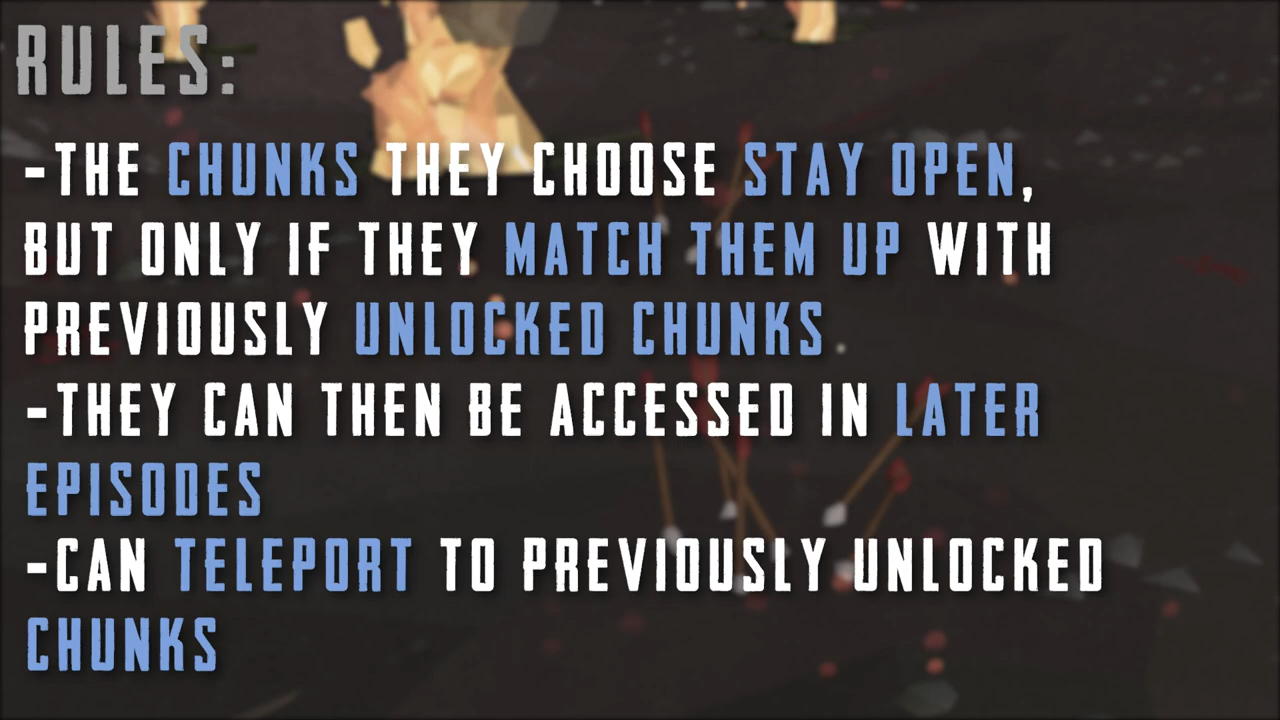 RULES:
-THE CHUNKS THEY CHOOSE STAY OPEN,
BUT ONLY IF THEY MATCH THEM UP WITH
PREVIOUSLY UNLOCKED CHUNKS
-THEY CAN THEN BE ACCESSED IN LATER
EPISODES
-CAN TELEPORT TO PREVIOUSLY UNLOCKED
CHUNKS